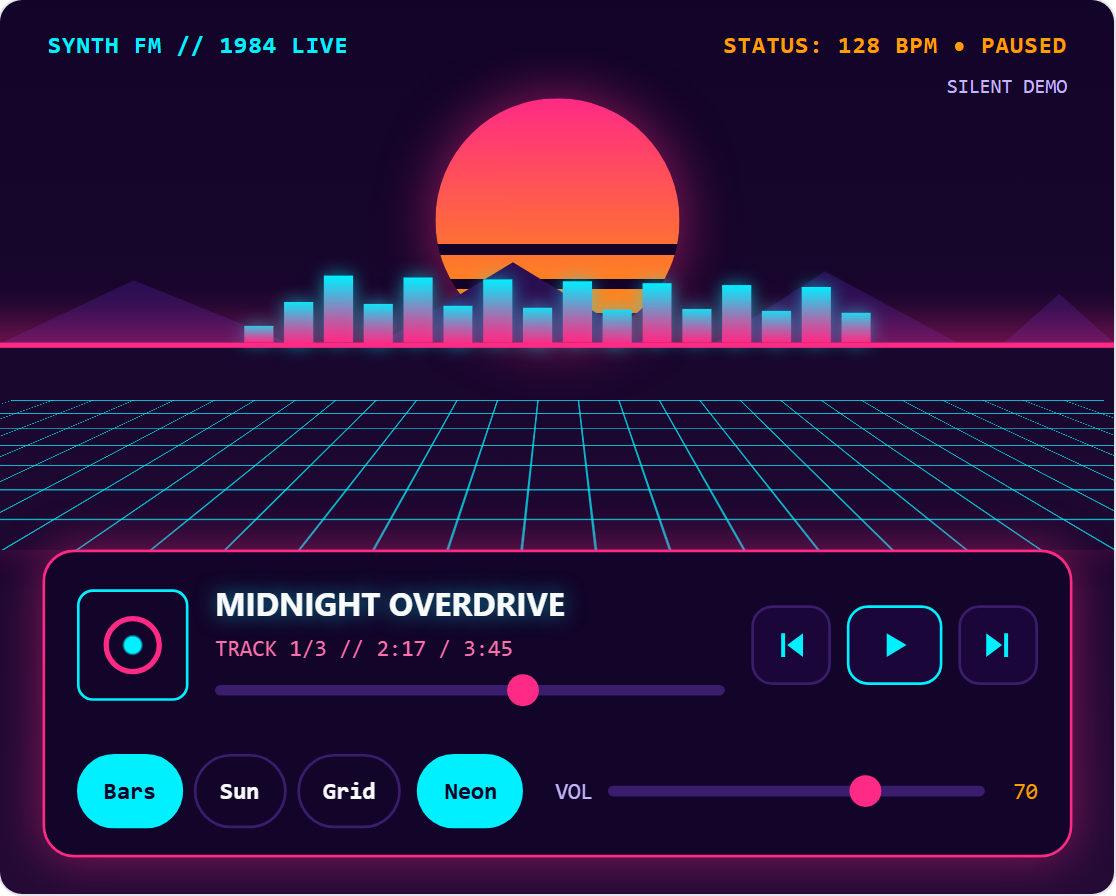 SYNTH FM // 1984 LIVE
STATUS: 128 BPM • PAUSED
SILENT DEMO
MIDNIGHT OVERDRIVE
TRACK 1/3 // 2:17 / 3:45
Bars Sun Grid Neon VOL 70